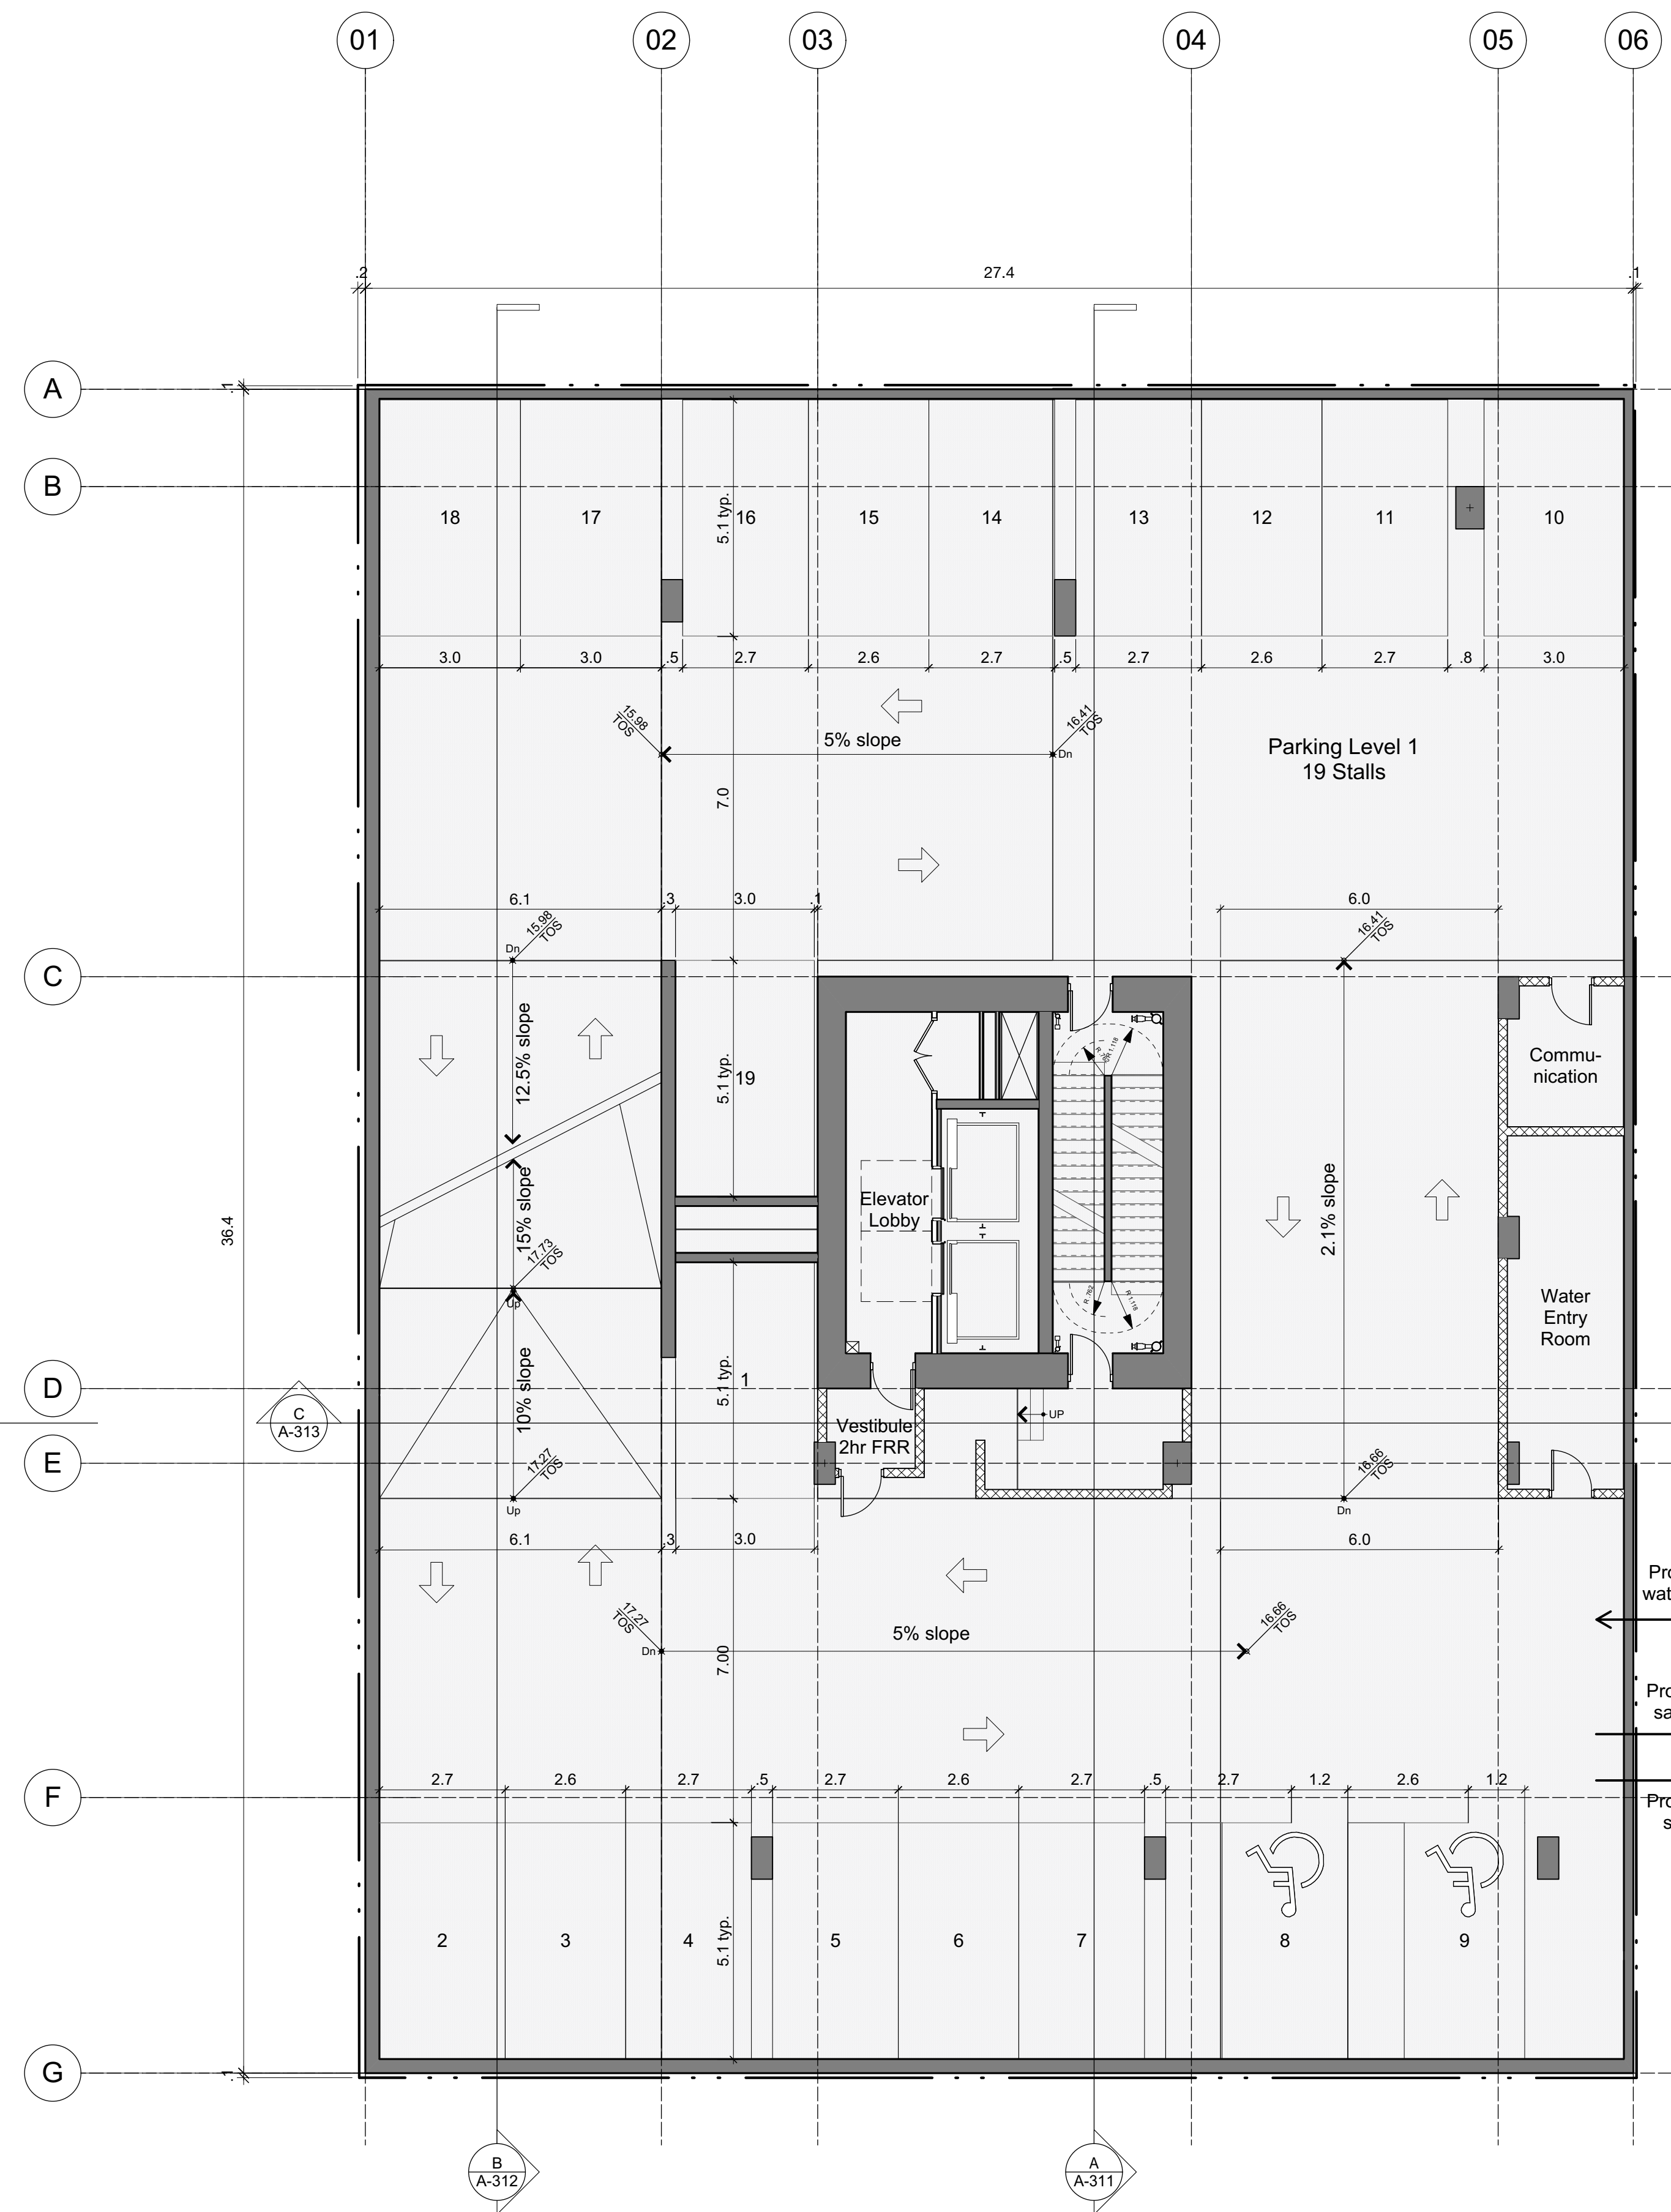 01 02 03 04 05 06
.2 27.4 .1
A
.1
B
18 17 16 15 14 13 12 11 10
5.1 typ.
3.0 3.0 .5 2.7 2.6 2.7 .5 2.7 2.6 2.7 .8 3.0
15.98
TOS
5% slope
16.41
TOS
Dn
Parking Level 1
19 Stalls
7.0
6.1 .3 3.0 .1 6.0
15.98
TOS
Dn
16.41
TOS
C
12.5% slope
5.1 typ.
19
R .762
R 1.118
Commu-
nication
36.4
15% slope
17.73
TOS
Up
Elevator
Lobby
2.1% slope
R .762
R 1.118
Water
Entry
Room
D
10% slope
5.1 typ.
1
C
A-313
Vestibule
2hr FRR
UP
E
17.27
TOS
Up
16.66
TOS
Dn
6.1 .3 3.0 6.0
17.27
TOS
Dn
5% slope
16.66
TOS
7.00
F
2.7 2.6 2.7 .5 2.7 2.6 2.7 .5 2.7 1.2 2.6 1.2
5.1 typ.
2 3 4 5 6 7 8 9
G
.1
B
A-312
A
A-311